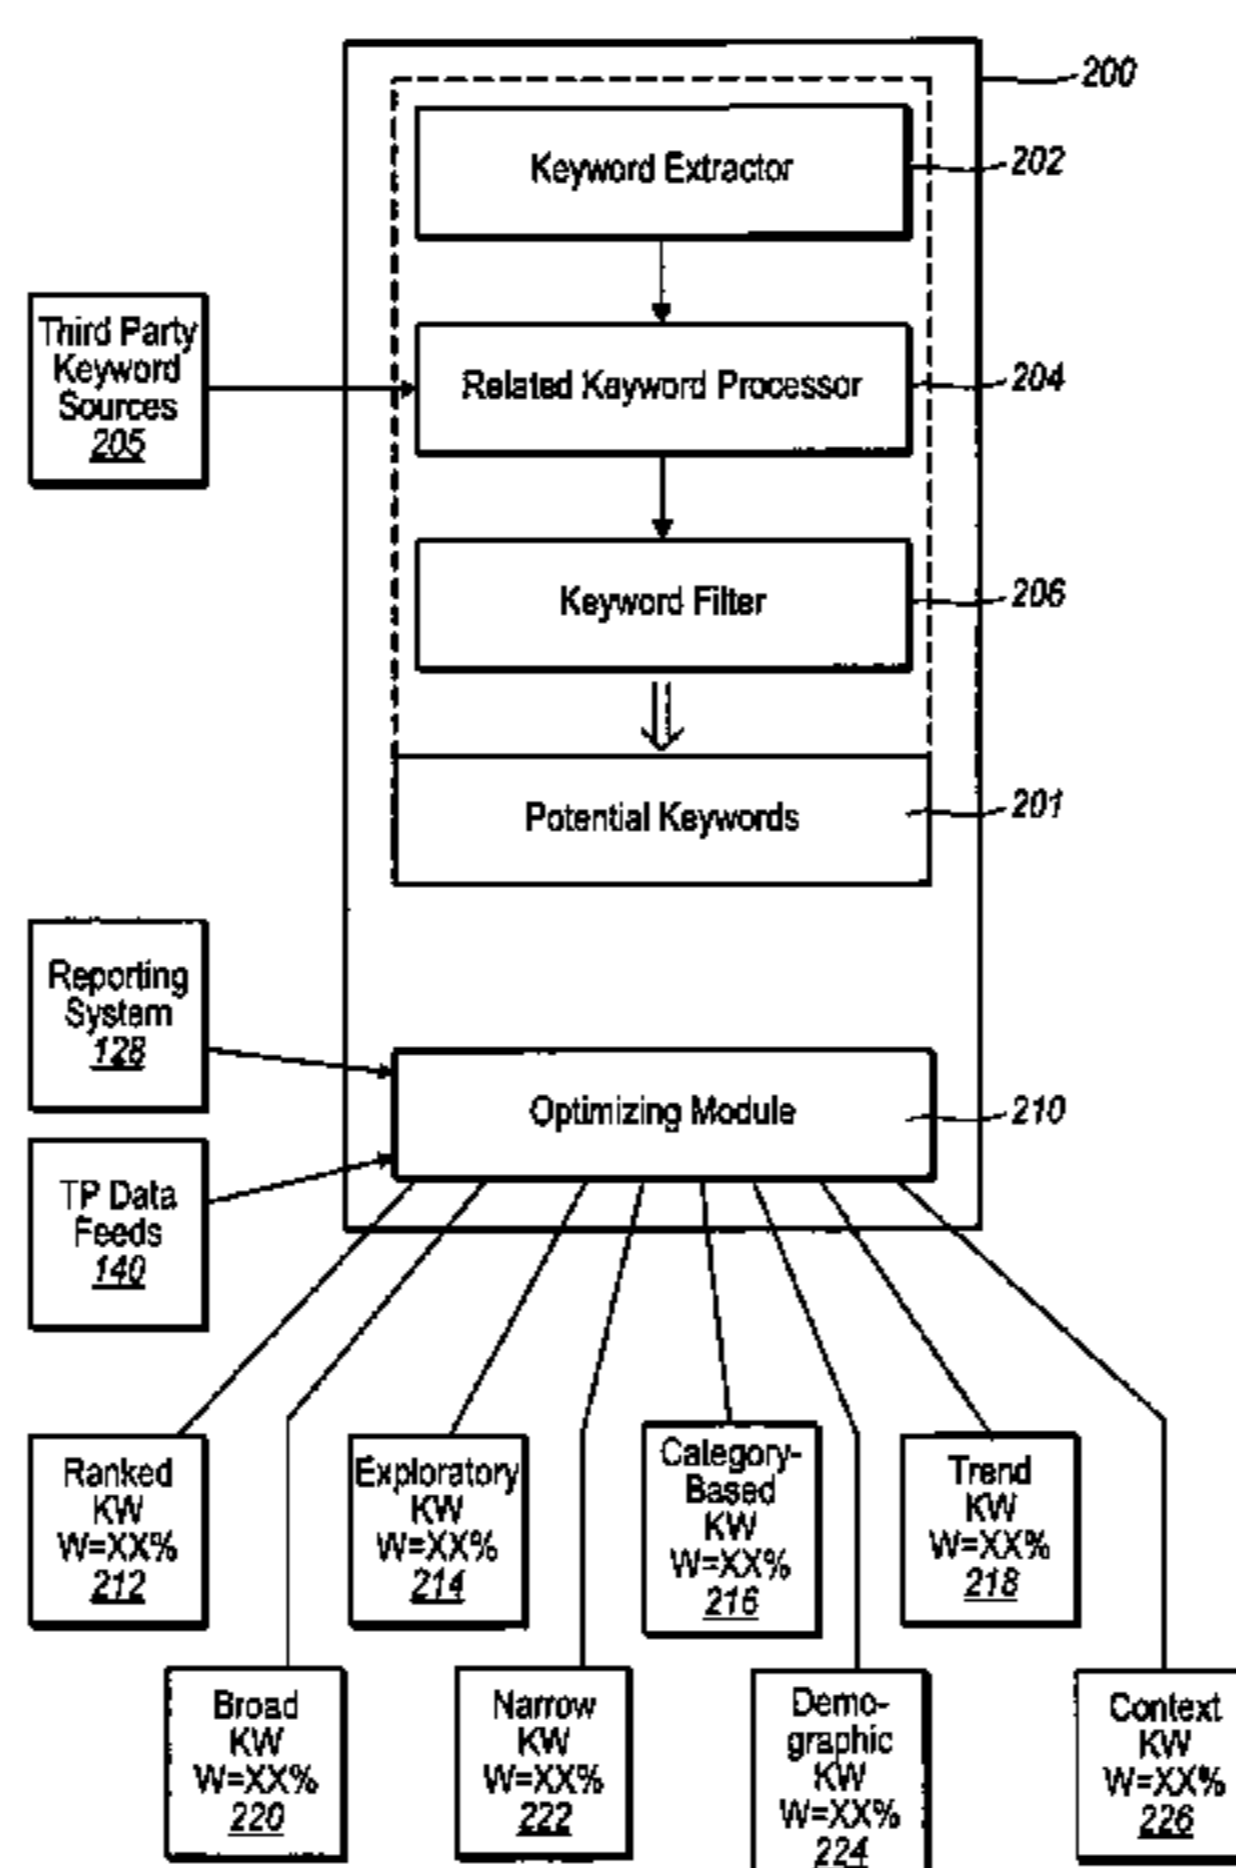 200
Keyword Extractor
202
Third Party
Keyword
Sources
205
Related Keyword Processor
204
Keyword Filter
206
Potential Keywords
201
Reporting
System
128
Optimizing Module
210
TP Data
Feeds
140
Ranked
KW
W=XX%
212
Exploratory
KW
W=XX%
214
Category-
Based
KW
W=XX%
216
Trend
KW
W=XX%
218
Broad
KW
W=XX%
220
Narrow
KW
W=XX%
222
Demo-
graphic
KW
W=XX%
224
Context
KW
W=XX%
226